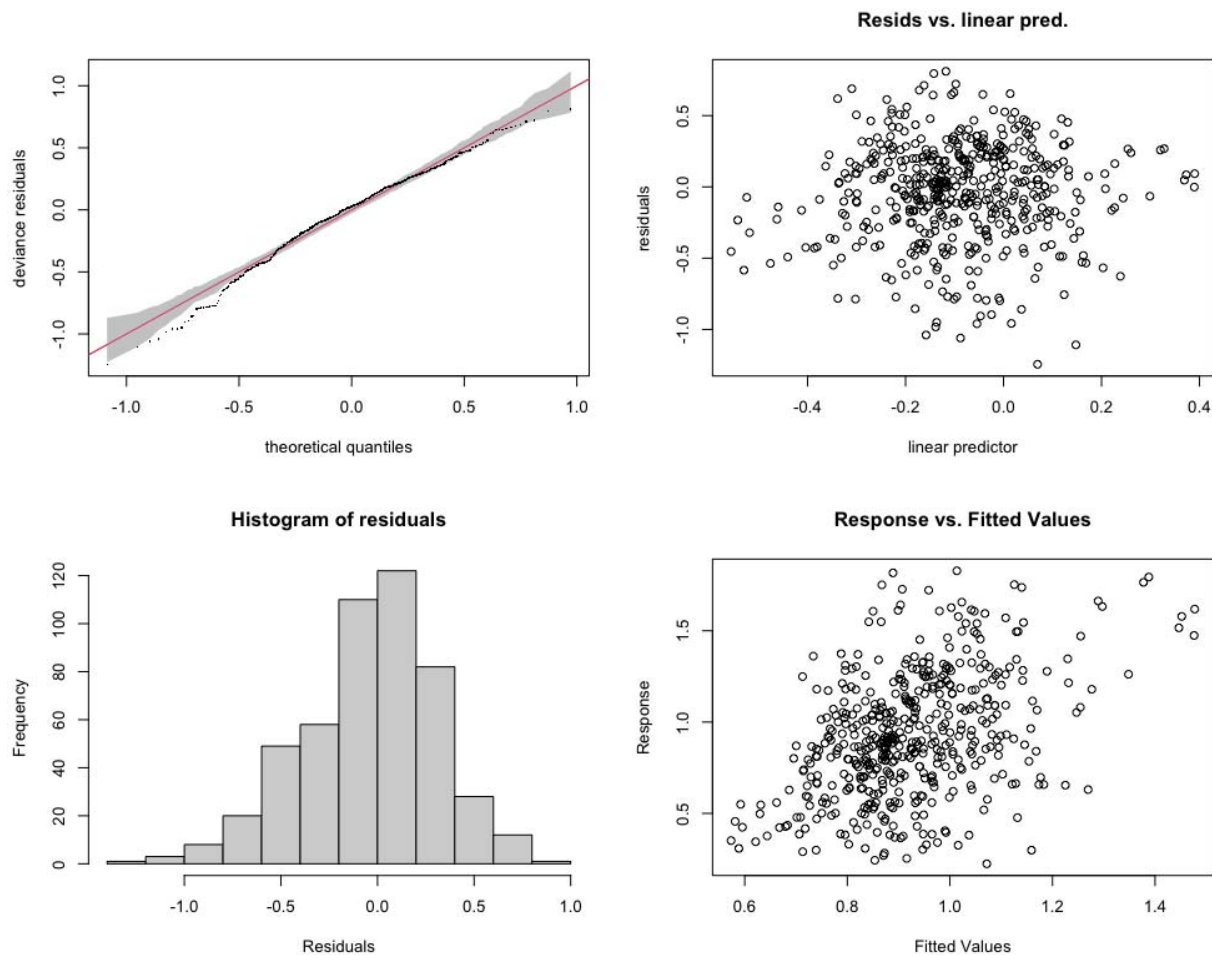 deviance residuals
1.0
0.5
0.0
-0.5
-1.0
-1.0 -0.5 0.0 0.5 1.0
theoretical quantiles
Resids vs. linear pred.
residuals
0.5
0.0
-0.5
-1.0
-0.4 -0.2 0.0 0.2 0.4
linear predictor
Histogram of residuals
Frequency
120
100
80
60
40
20
0
-1.0 -0.5 0.0 0.5 1.0
Residuals
Response vs. Fitted Values
Response
1.5
1.0
0.5
0.6 0.8 1.0 1.2 1.4
Fitted Values